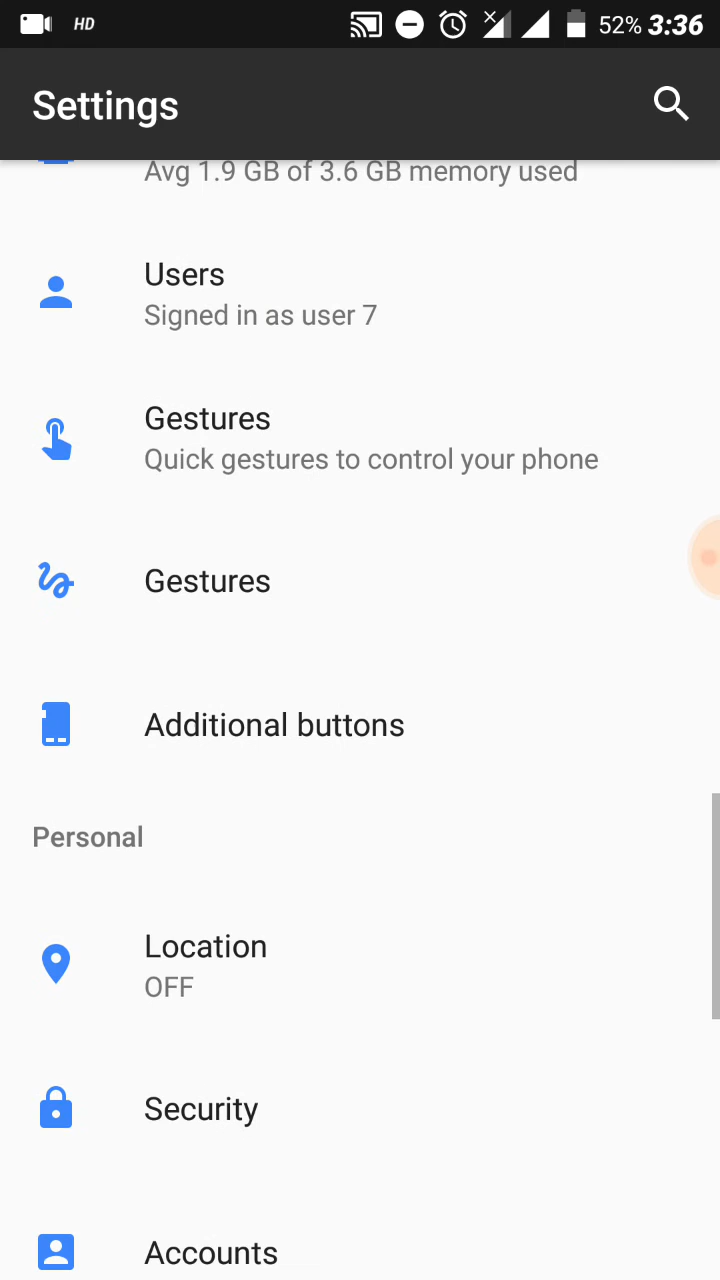 HD 52% 3:36
Settings
Avg 1.9 GB of 3.6 GB memory used
Users
Signed in as user 7
Gestures
Quick gestures to control your phone
Gestures
Additional buttons
Personal
Location
OFF
Security
Accounts